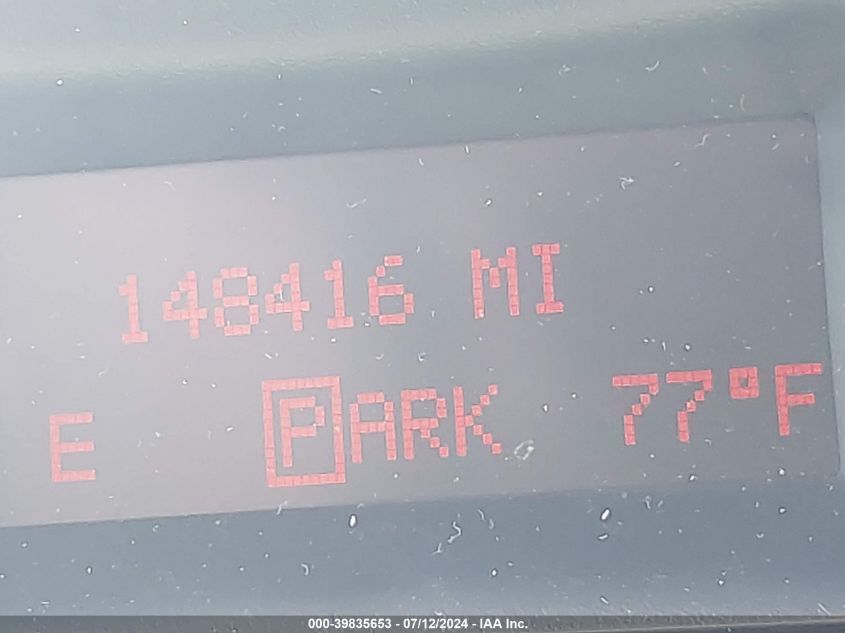 148416 MI
E PARK 77°F
000-39835653 - 07/12/2024 - IAA Inc.